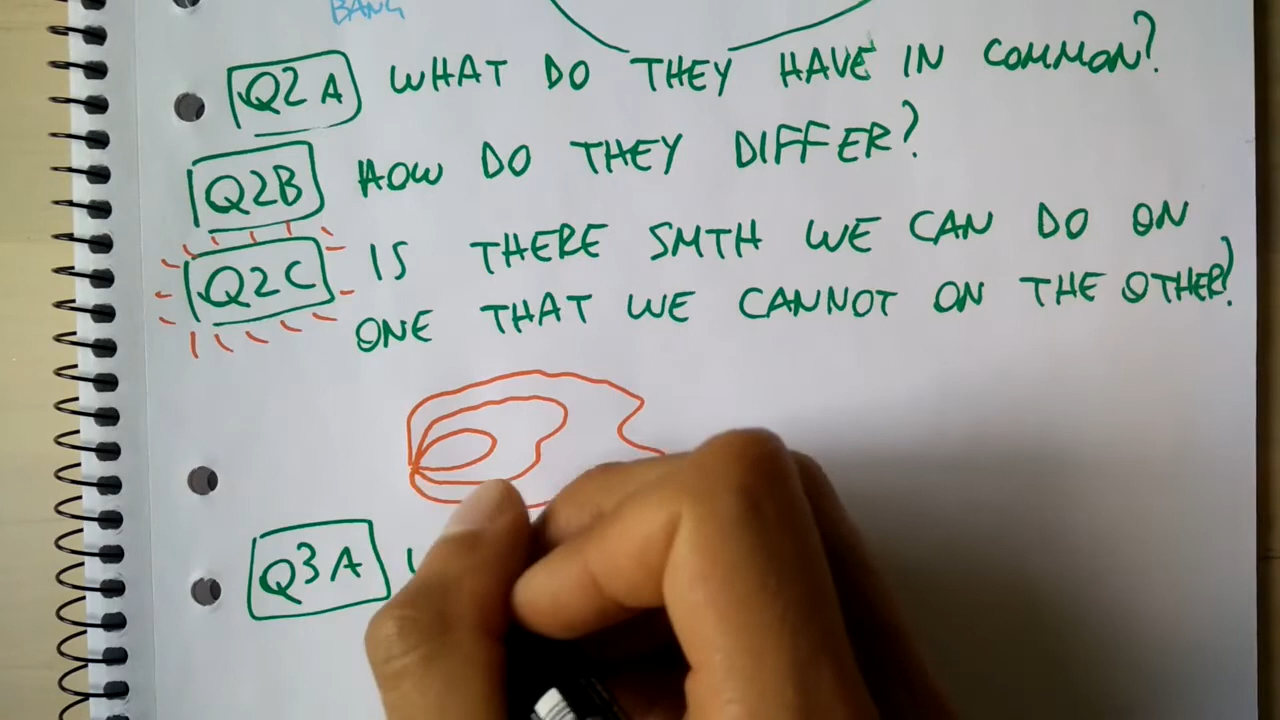 BANG
Q2A WHAT DO THEY HAVE IN COMMON?
Q2B HOW DO THEY DIFFER?
Q2C IS THERE SMTH WE CAN DO ON
ONE THAT WE CANNOT ON THE OTHER?
Q3A